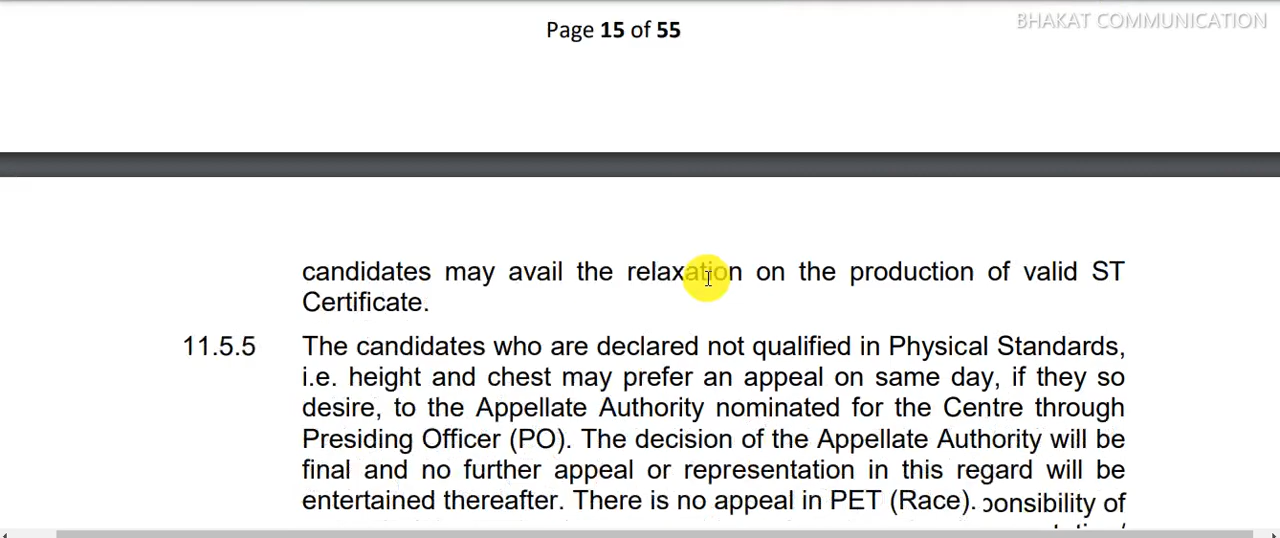 BHAKAT COMMUNICATION
Page 15 of 55
candidates may avail the relaxation on the production of valid ST
Certificate.
11.5.5 The candidates who are declared not qualified in Physical Standards,
i.e. height and chest may prefer an appeal on same day, if they so
desire, to the Appellate Authority nominated for the Centre through
Presiding Officer (PO). The decision of the Appellate Authority will be
final and no further appeal or representation in this regard will be
entertained thereafter. There is no appeal in PET (Race). ponsibility of